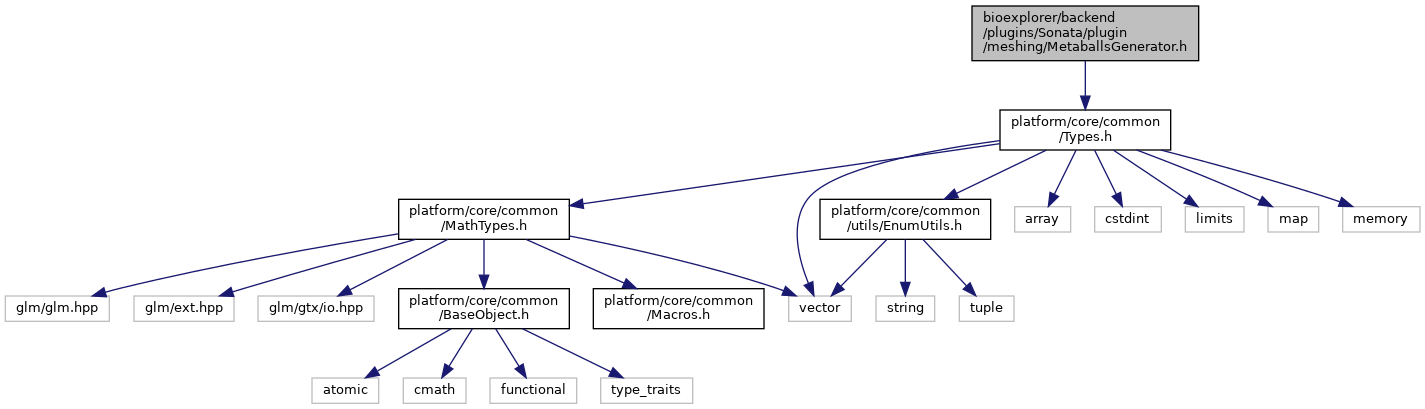 bioexplorer/backend
/plugins/Sonata/plugin
/meshing/MetaballsGenerator.h
platform/core/common
/Types.h
platform/core/common
/MathTypes.h
platform/core/common
/utils/EnumUtils.h
array
cstdint
limits
map
memory
glm/glm.hpp
glm/ext.hpp
glm/gtx/io.hpp
platform/core/common
/BaseObject.h
platform/core/common
/Macros.h
vector
string
tuple
atomic
cmath
functional
type_traits